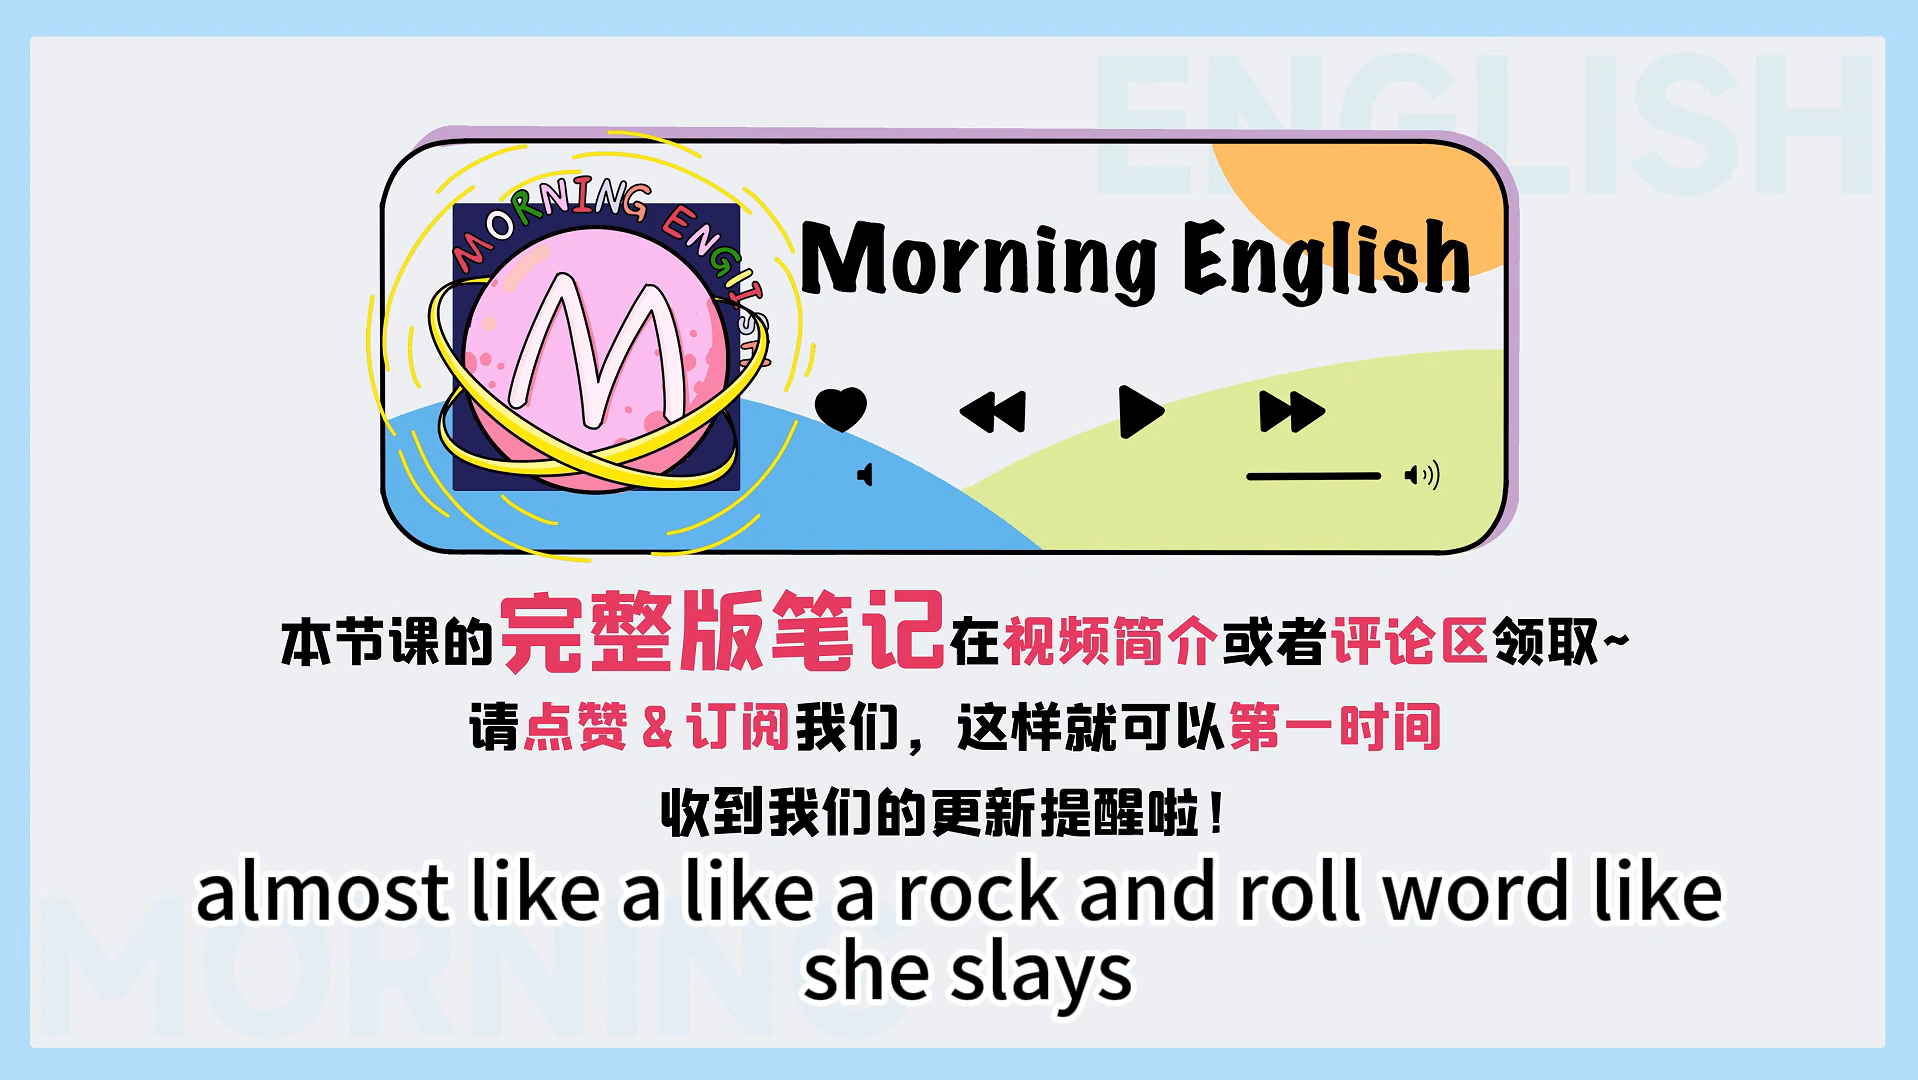 ENGLISH
MORNING ENGLISH
M
Morning English
本节课的完整版笔记在视频简介或者评论区领取~
请点赞&订阅我们，这样就可以第一时间
收到我们的更新提醒啦！
almost like a like a rock and roll word like
she slays
MORNING